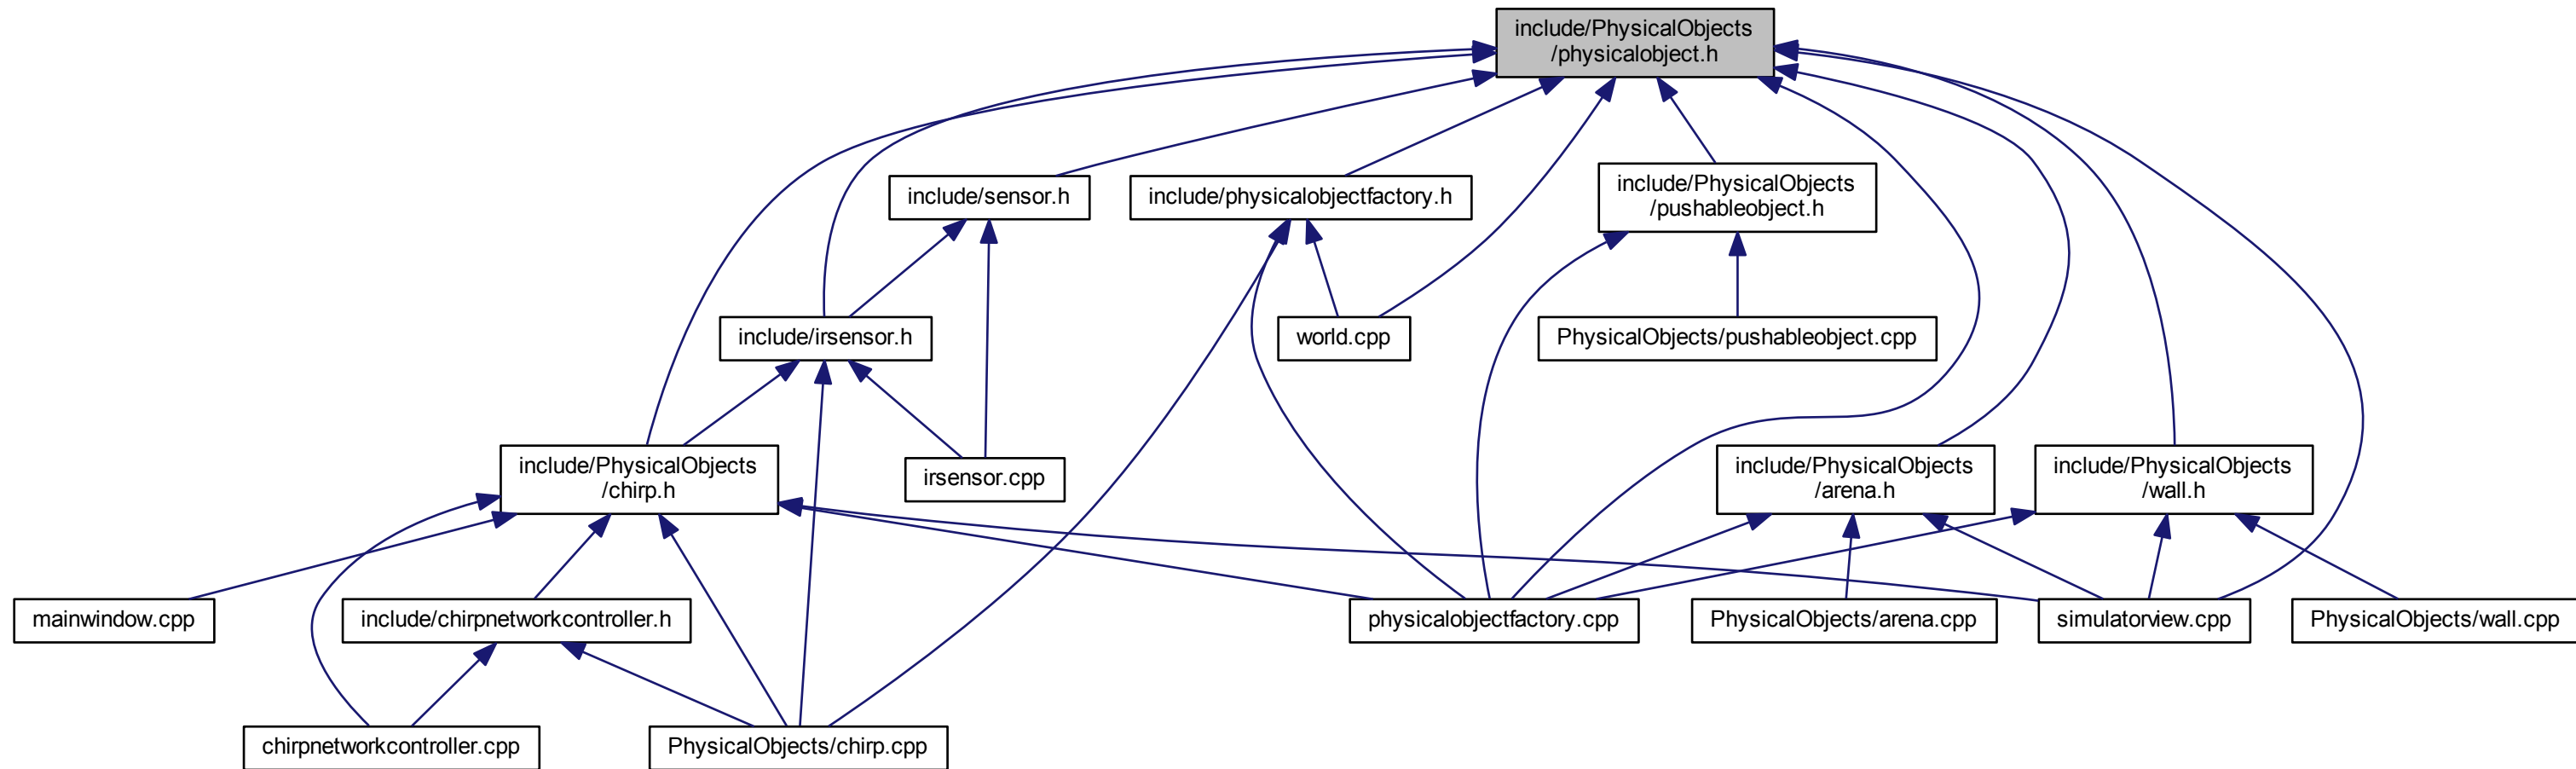 include/PhysicalObjects
/physicalobject.h
include/sensor.h
include/physicalobjectfactory.h
include/PhysicalObjects
/pushableobject.h
include/irsensor.h
world.cpp
PhysicalObjects/pushableobject.cpp
include/PhysicalObjects
/chirp.h
irsensor.cpp
include/PhysicalObjects
/arena.h
include/PhysicalObjects
/wall.h
mainwindow.cpp
include/chirpnetworkcontroller.h
physicalobjectfactory.cpp
PhysicalObjects/arena.cpp
simulatorview.cpp
PhysicalObjects/wall.cpp
chirpnetworkcontroller.cpp
PhysicalObjects/chirp.cpp